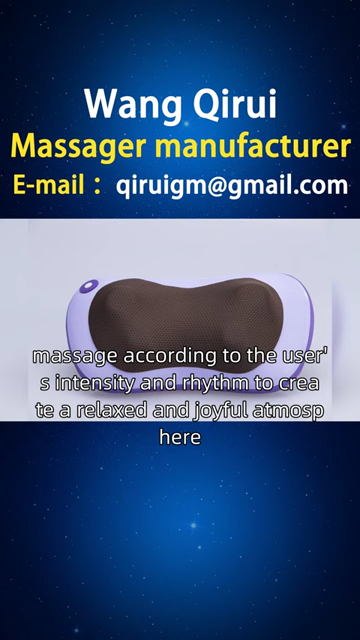 Wang Qirui
Massager manufacturer
E-mail： qiruigm@gmail.com
massage according to the user'
s intensity and rhythm to crea
te a relaxed and joyful atmosp
here